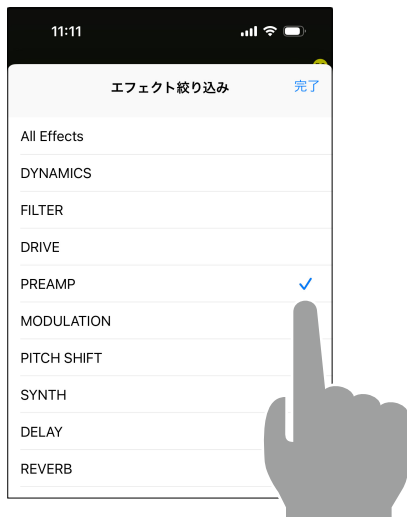 11:11
エフェクト絞り込み 完了
All Effects
DYNAMICS
FILTER
DRIVE
PREAMP
MODULATION
PITCH SHIFT
SYNTH
DELAY
REVERB